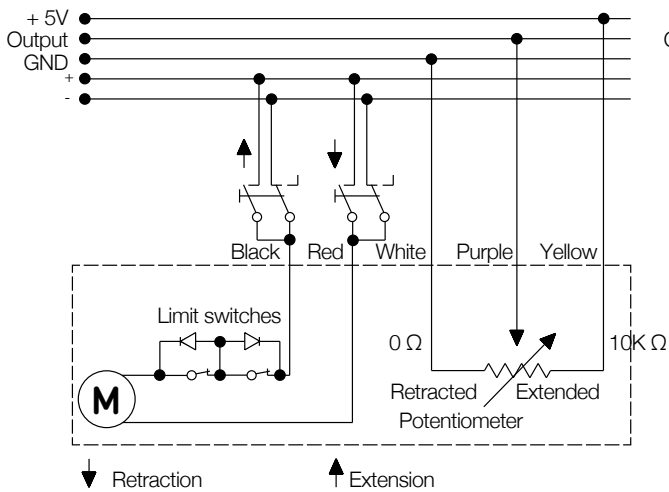 + 5V
Output
GND
+
-
Black Red White Purple Yellow
Limit switches
0 Ω 10K Ω
M
Retracted Extended
Potentiometer
Retraction Extension